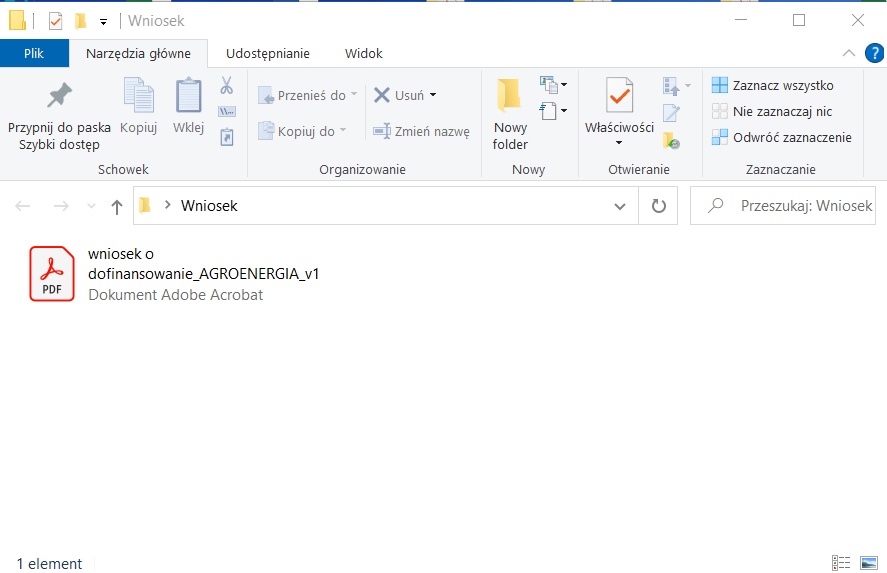 Wniosek
Plik
Narzędzia główne
Udostępnianie
Widok
?
Przypnij do paska
Szybki dostęp
Kopiuj
Wklej
W...
Schowek
Przenieś do
Kopiuj do
Usuń
Zmień nazwę
Organizowanie
Nowy
folder
Nowy
Właściwości
Otwieranie
Zaznacz wszystko
Nie zaznaczaj nic
Odwróć zaznaczenie
Zaznaczanie
Wniosek
Przeszukaj: Wniosek
PDF
wniosek o
dofinansowanie_AGROENERGIA_v1
Dokument Adobe Acrobat
1 element